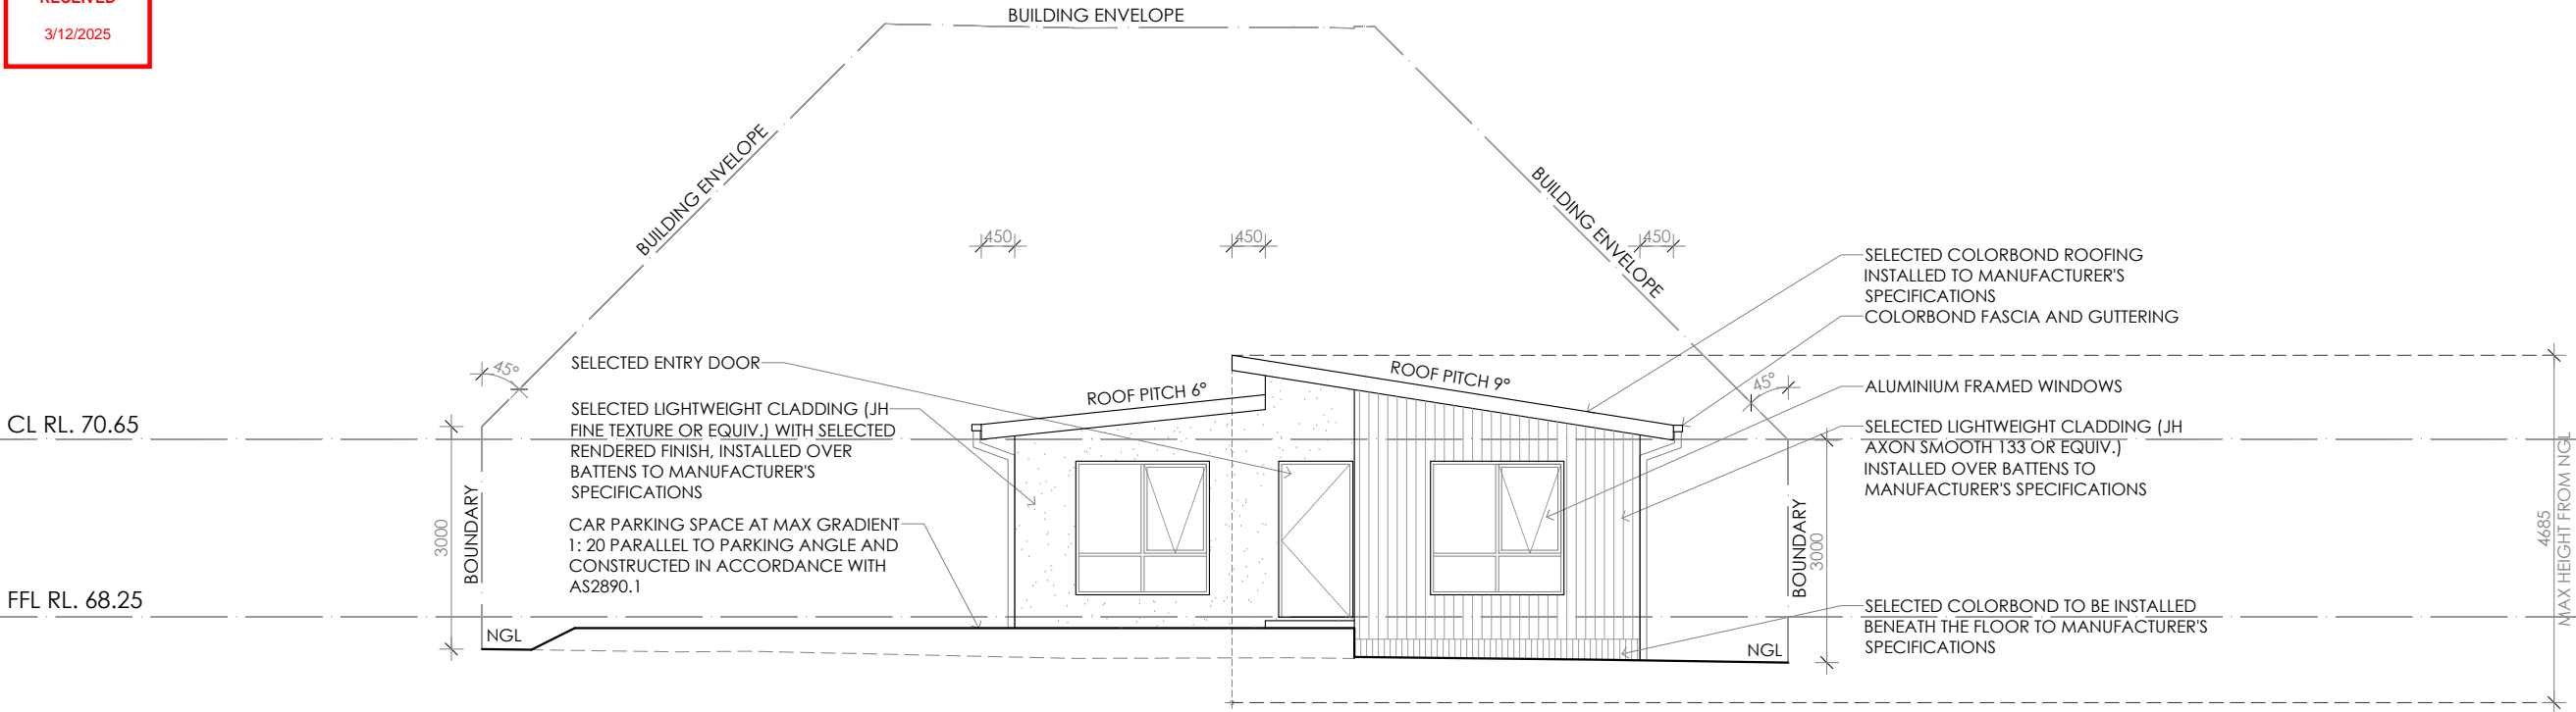 RECEIVED
3/12/2025
BUILDING ENVELOPE
BUILDING ENVELOPE
BUILDING ENVELOPE
450
450
450
45°
45°
SELECTED COLORBOND ROOFING
INSTALLED TO MANUFACTURER'S
SPECIFICATIONS
COLORBOND FASCIA AND GUTTERING
SELECTED ENTRY DOOR
ROOF PITCH 6°
ROOF PITCH 9°
ALUMINIUM FRAMED WINDOWS
CL RL. 70.65
SELECTED LIGHTWEIGHT CLADDING (JH
FINE TEXTURE OR EQUIV.) WITH SELECTED
RENDERED FINISH, INSTALLED OVER
BATTENS TO MANUFACTURER'S
SPECIFICATIONS
SELECTED LIGHTWEIGHT CLADDING (JH
AXON SMOOTH 133 OR EQUIV.)
INSTALLED OVER BATTENS TO
MANUFACTURER'S SPECIFICATIONS
3000
BOUNDARY
CAR PARKING SPACE AT MAX GRADIENT
1: 20 PARALLEL TO PARKING ANGLE AND
CONSTRUCTED IN ACCORDANCE WITH
AS2890.1
BOUNDARY
3000
4685
MAX HEIGHT FROM NGL
FFL RL. 68.25
SELECTED COLORBOND TO BE INSTALLED
BENEATH THE FLOOR TO MANUFACTURER'S
SPECIFICATIONS
NGL
NGL